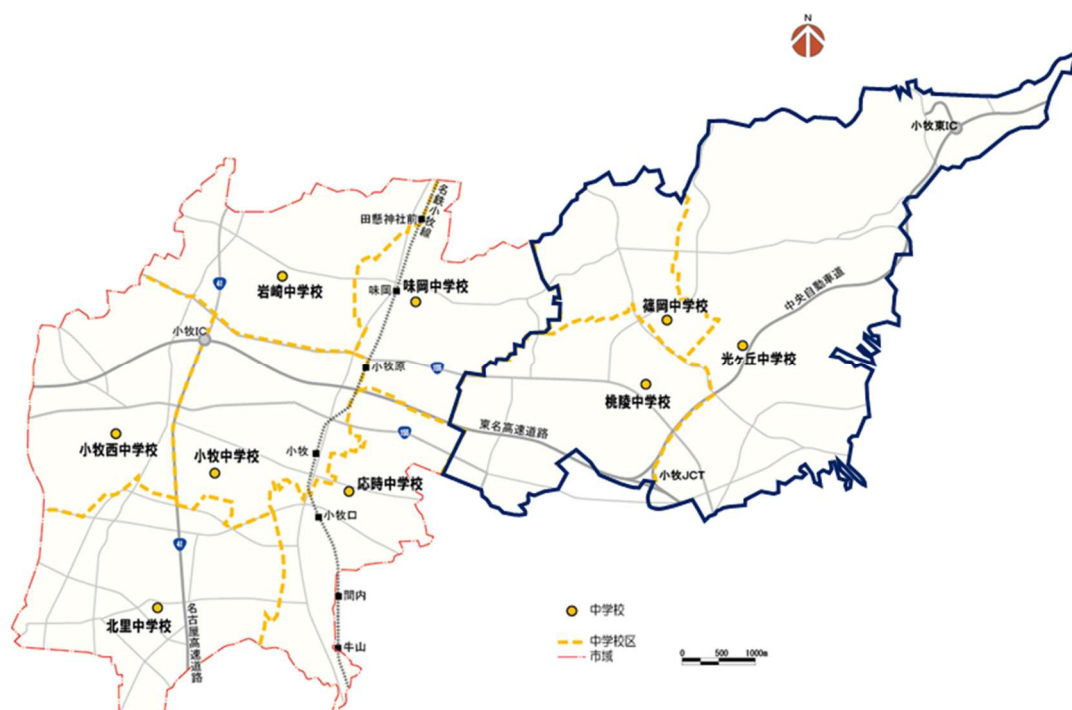 N
小牧東IC
名鉄小牧線
田懸神社前
味岡
味岡中学校
岩崎中学校
41
小牧IC
中央自動車道
篠岡中学校
光ヶ丘中学校
小牧原
155
桃陵中学校
東名高速道路
155
小牧西中学校
小牧中学校
小牧
小牧JCT
応時中学校
小牧口
41
間内
北里中学校
名古屋高速道路
牛山
中学校
中学校区
市域
0 500 1000m